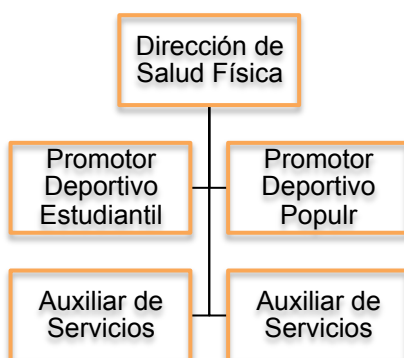 Dirección de
Salud Física
Promotor
Deportivo
Estudiantil
Promotor
Deportivo
Populr
Auxiliar de
Servicios
Auxiliar de
Servicios